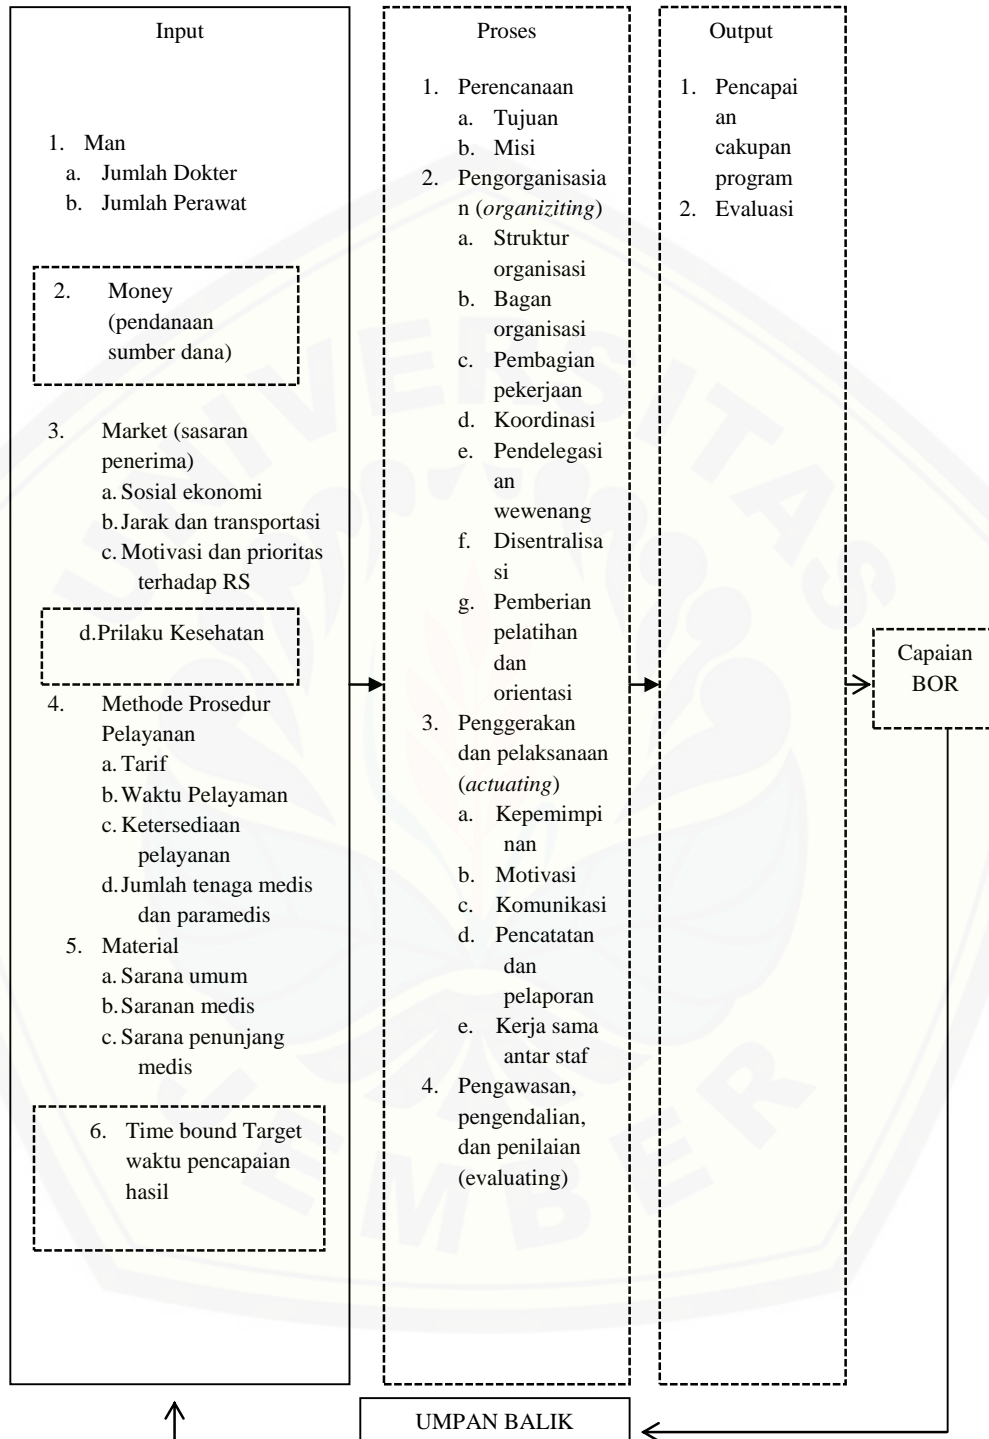 Input
1. Man
a. Jumlah Dokter
b. Jumlah Perawat
2. Money
(pendanaan
sumber dana)
3. Market (sasaran
penerima)
a. Sosial ekonomi
b. Jarak dan transportasi
c. Motivasi dan prioritas
terhadap RS
d.Prilaku Kesehatan
4. Methode Prosedur
Pelayanan
a. Tarif
b. Waktu Pelayaman
c. Ketersediaan
pelayanan
d. Jumlah tenaga medis
dan paramedis
5. Material
a. Sarana umum
b. Saranan medis
c. Sarana penunjang
medis
6. Time bound Target
waktu pencapaian
hasil
Proses
1. Perencanaan
a. Tujuan
b. Misi
2. Pengorganisasia
n (organiziting)
a. Struktur
organisasi
b. Bagan
organisasi
c. Pembagian
pekerjaan
d. Koordinasi
e. Pendelegasi
an
wewenang
f. Disentralisa
si
g. Pemberian
pelatihan
dan
orientasi
3. Penggerakan
dan pelaksanaan
(actuating)
a. Kepemimpi
nan
b. Motivasi
c. Komunikasi
d. Pencatatan
dan
pelaporan
e. Kerja sama
antar staf
4. Pengawasan,
pengendalian,
dan penilaian
(evaluating)
Output
1. Pencapai
an
cakupan
program
2. Evaluasi
Capaian
BOR
UMPAN BALIK
UNIVERSITAS
JEMBER